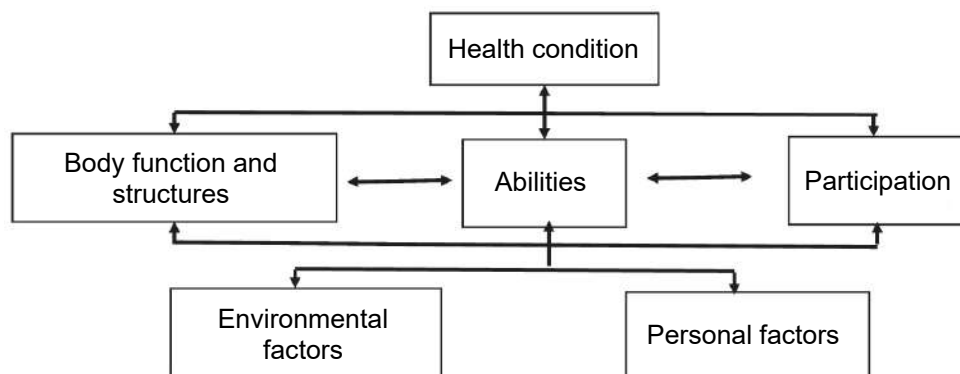 Health condition
Body function and
structures
Abilities
Participation
Environmental
factors
Personal factors